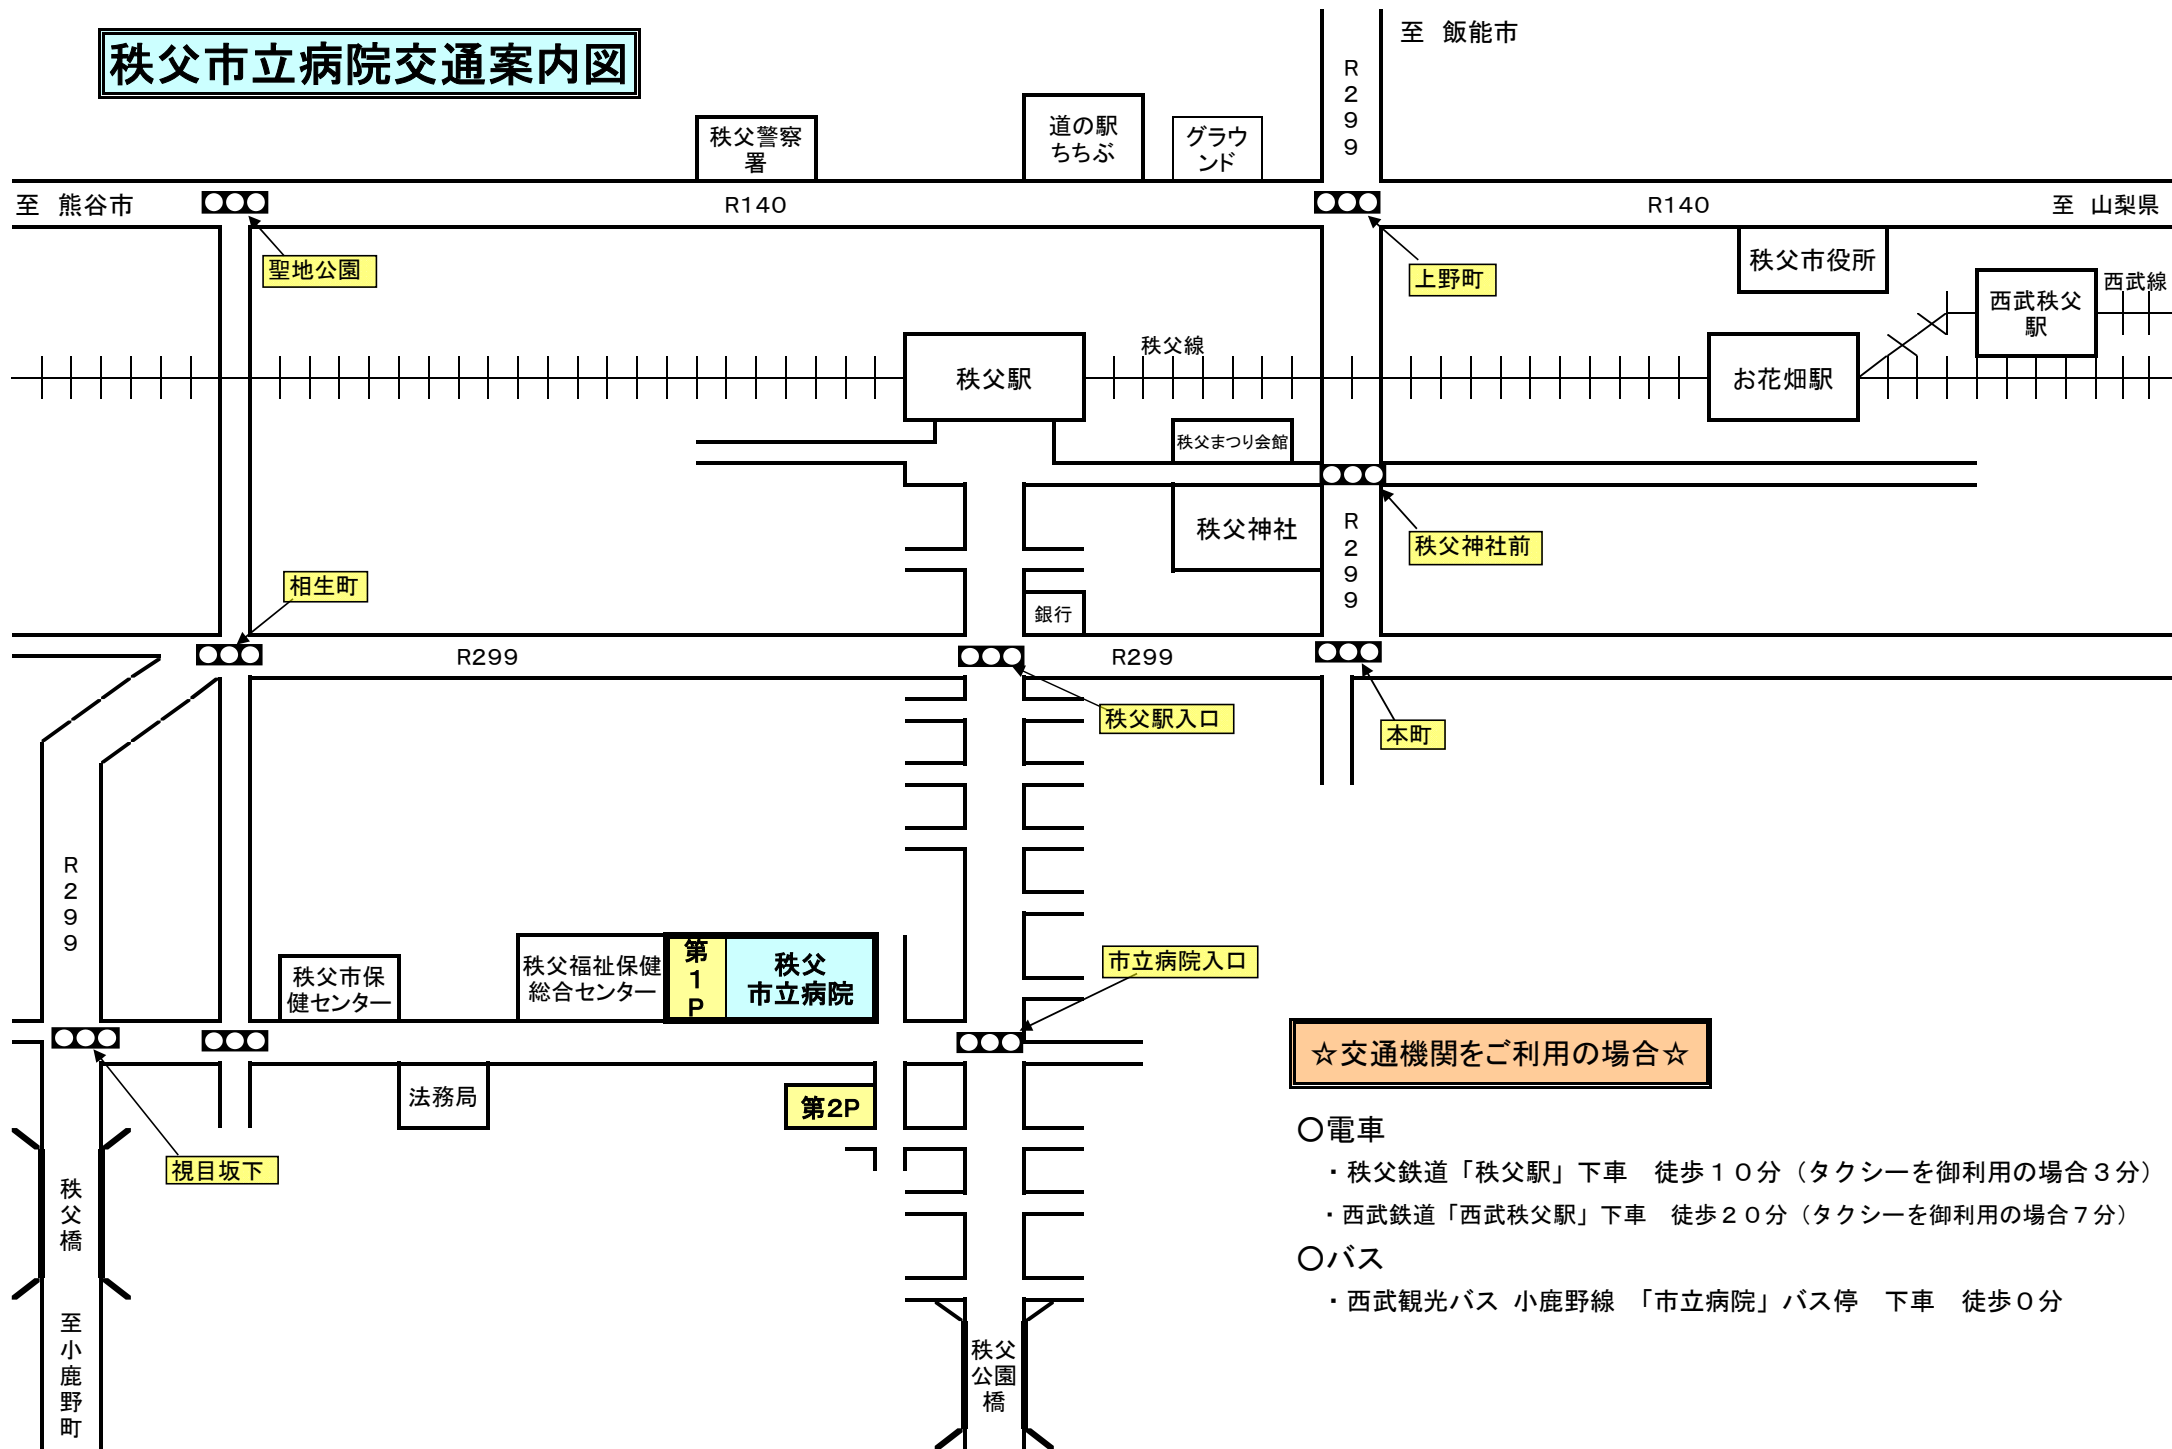 秩父市立病院交通案内図
至　飯能市
R299
秩父警察
署
道の駅
ちちぶ
グラウ
ンド
至　熊谷市
R140
R140
至　山梨県
聖地公園
上野町
秩父市役所
西武秩父
駅
西武線
秩父駅
秩父線
お花畑駅
秩父まつり会館
秩父神社
R299
秩父神社前
相生町
銀行
R299
R299
秩父駅入口
本町
R299
秩父市保
健センター
秩父福祉保健
総合センター
第1P
秩父
市立病院
市立病院入口
法務局
第2P
視目坂下
秩父橋
至小鹿野町
秩父
公園
橋
☆交通機関をご利用の場合☆
○電車
・秩父鉄道「秩父駅」下車　徒歩１０分（タクシーを御利用の場合３分）
・西武鉄道「西武秩父駅」下車　徒歩２０分（タクシーを御利用の場合７分）
○バス
・西武観光バス 小鹿野線 「市立病院」バス停　下車　徒歩０分